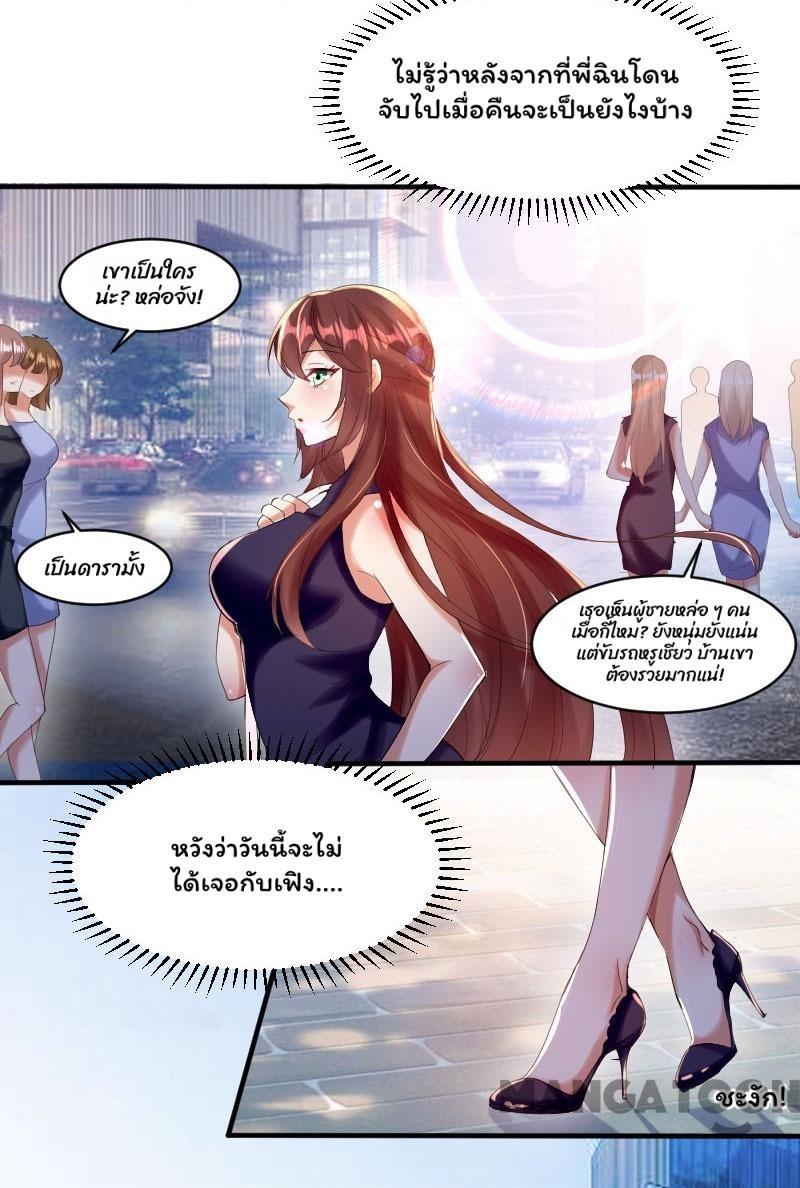 ไม่รู้ว่าหลังจากที่พี่ฉินโดน
จับไปเมื่อคืนจะเป็นยังไงบ้าง
เขาเป็นใคร
น่ะ? หล่อจัง!
เป็นดารามั้ง
เธอเห็นผู้ชายหล่อ ๆ คน
เมื่อกี้ไหม? ยังหนุ่มยังแน่น
แต่ขับรถหรูเชียว บ้านเขา
ต้องรวยมากแน่!
หวังว่าวันนี้จะไม่
ได้เจอกับเฟิง....
ชะงัก!
MANGA TOON